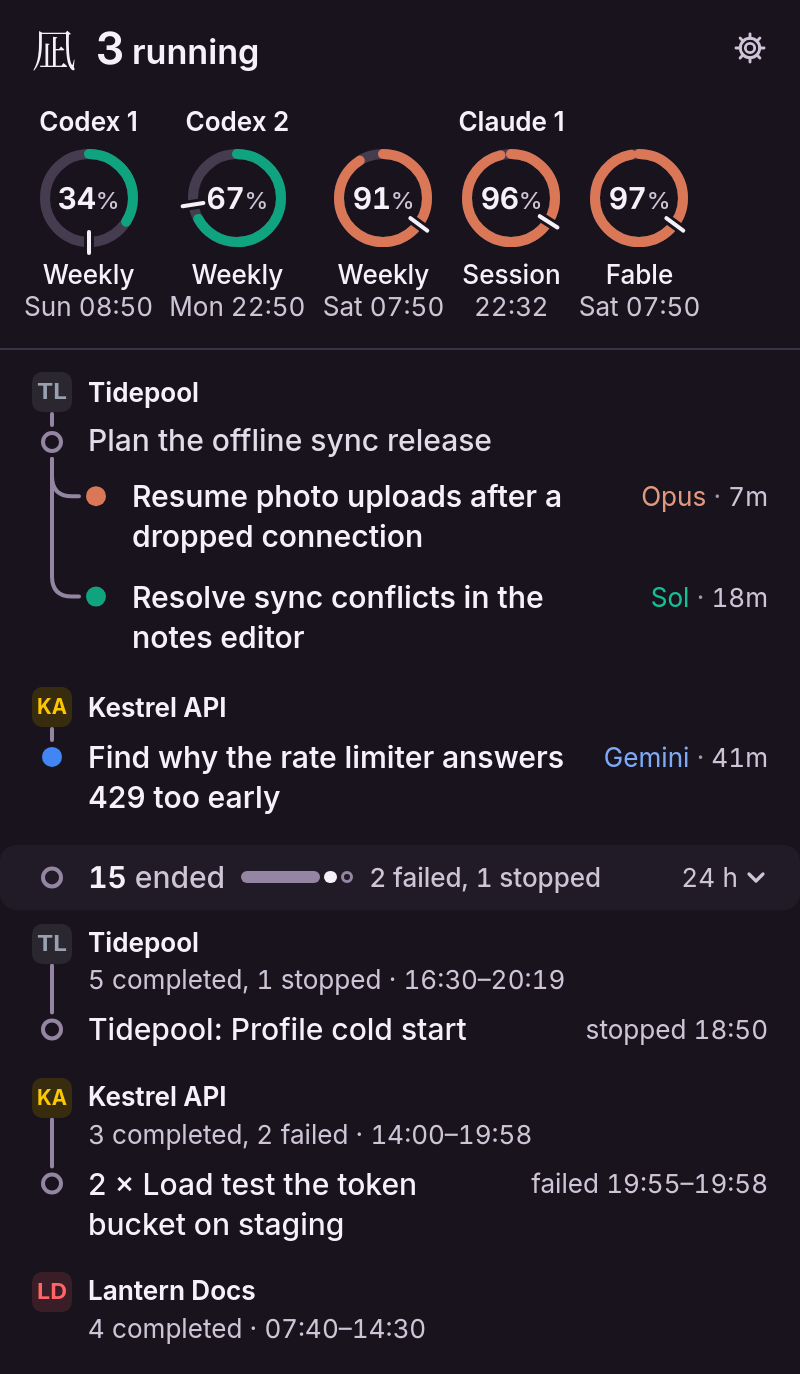 凪 3 running
Codex 1 Codex 2 Claude 1
34% 67% 91% 96% 97%
Weekly Weekly Weekly Session Fable
Sun 08:50 Mon 22:50 Sat 07:50 22:32 Sat 07:50
TL Tidepool
Plan the offline sync release
Resume photo uploads after a Opus · 7m
dropped connection
Resolve sync conflicts in the Sol · 18m
notes editor
KA Kestrel API
Find why the rate limiter answers Gemini · 41m
429 too early
15 ended 2 failed, 1 stopped 24 h
TL Tidepool
5 completed, 1 stopped · 16:30–20:19
Tidepool: Profile cold start stopped 18:50
KA Kestrel API
3 completed, 2 failed · 14:00–19:58
2 × Load test the token failed 19:55–19:58
bucket on staging
LD Lantern Docs
4 completed · 07:40–14:30